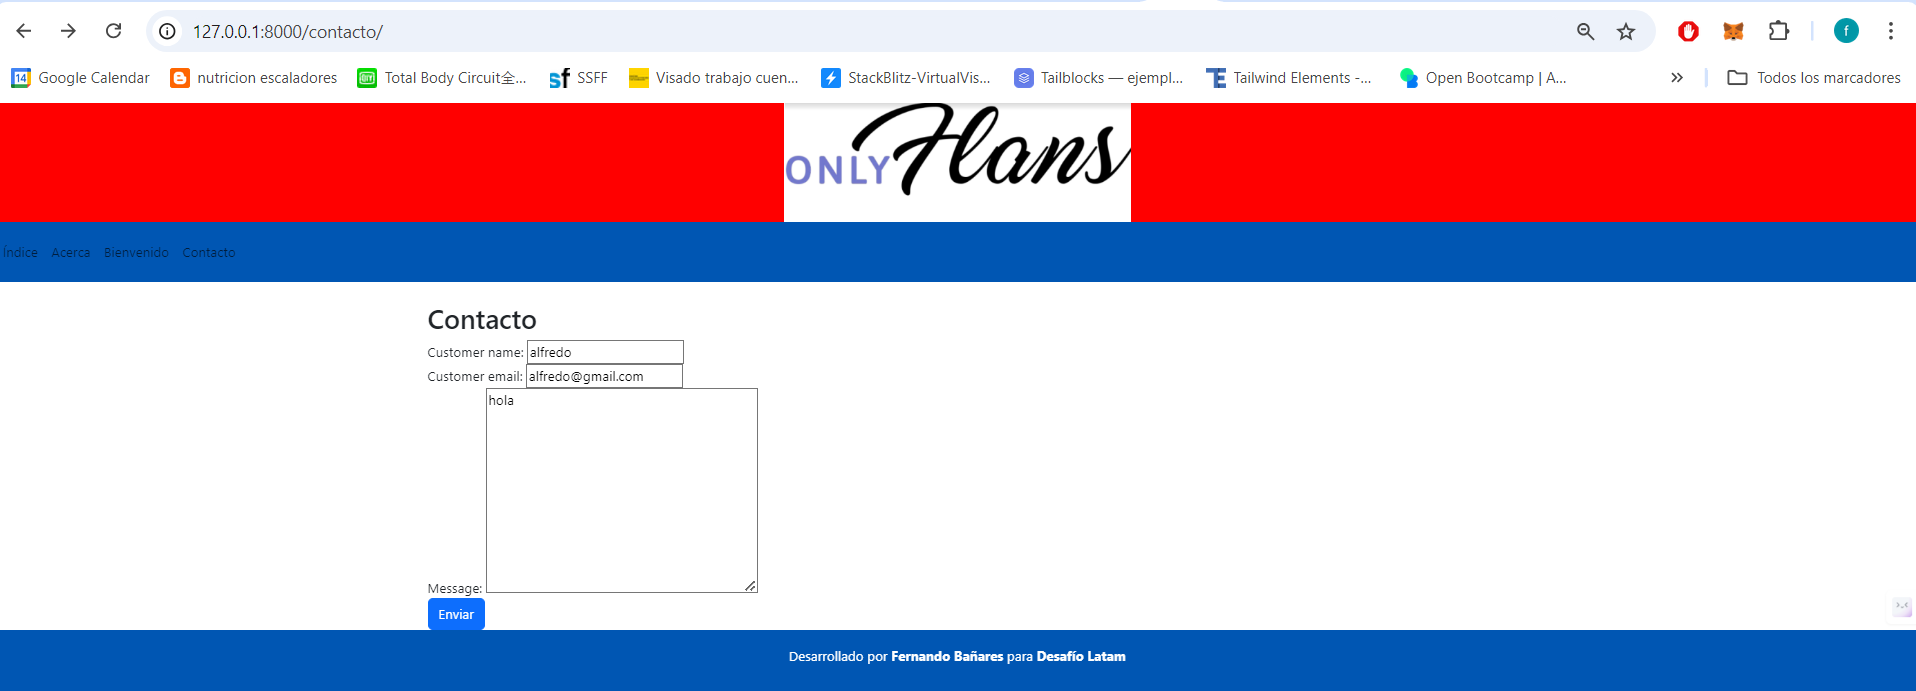 127.0.0.1:8000/contacto/
f
14 Google Calendar nutricion escaladores Total Body Circuit全... sf SSFF Visado trabajo cuen... StackBlitz-VirtualVis... Tailblocks — ejempl... TE Tailwind Elements -... Open Bootcamp | A... » Todos los marcadores
ONLY Flans
Índice Acerca Bienvenido Contacto
Contacto
Customer name: alfredo
Customer email: alfredo@gmail.com
hola
Message:
Enviar
Desarrollado por Fernando Bañares para Desafío Latam